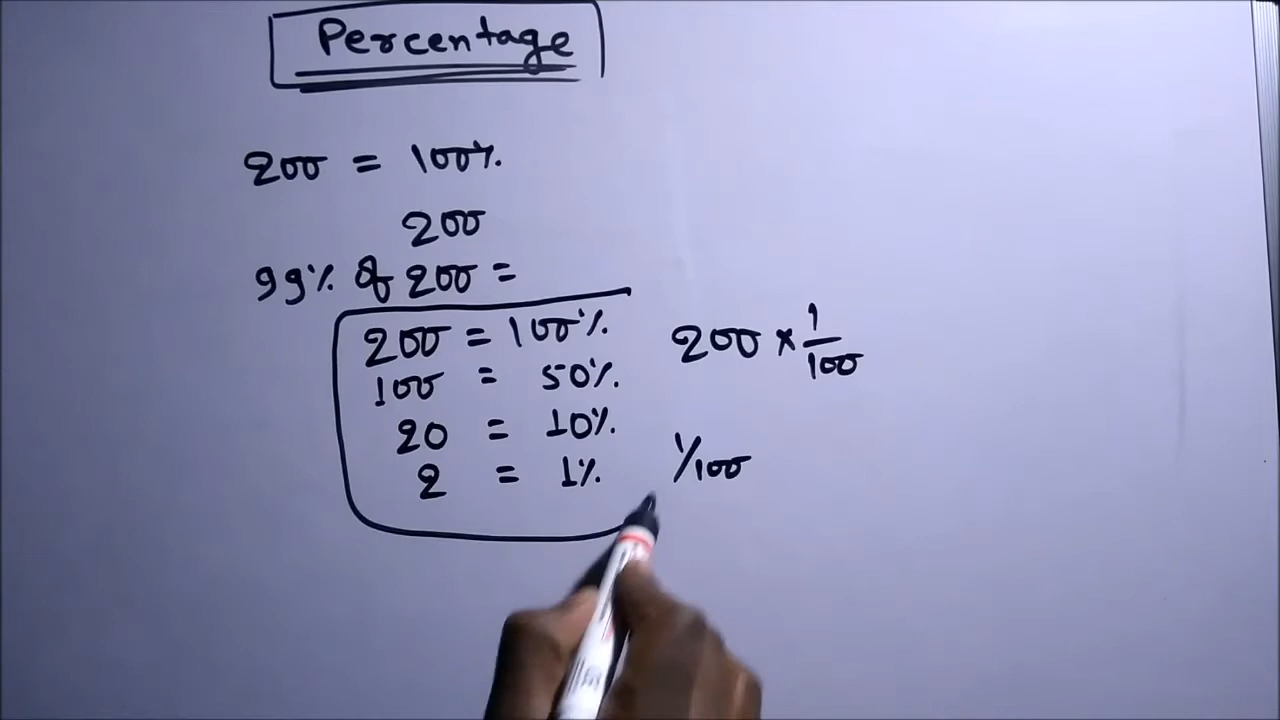 Percentage
200 = 100%
200
99% of 200 =
200 = 100%
100 = 50%
20 = 10%
2 = 1%
200 × 1/100
1/100